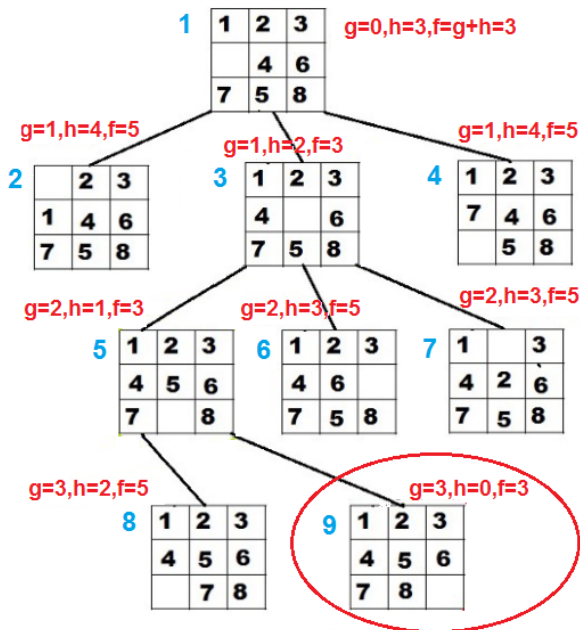 1
1 2 3
4 6
7 5 8
g=0,h=3,f=g+h=3
g=1,h=4,f=5
g=1,h=2,f=3
g=1,h=4,f=5
2
2 3
1 4 6
7 5 8
3
1 2 3
4 6
7 5 8
4
1 2 3
7 4 6
5 8
g=2,h=1,f=3
g=2,h=3,f=5
g=2,h=3,f=5
5
1 2 3
4 5 6
7 8
6
1 2 3
4 6
7 5 8
7
1 3
4 2 6
7 5 8
g=3,h=2,f=5
g=3,h=0,f=3
8
1 2 3
4 5 6
7 8
9
1 2 3
4 5 6
7 8